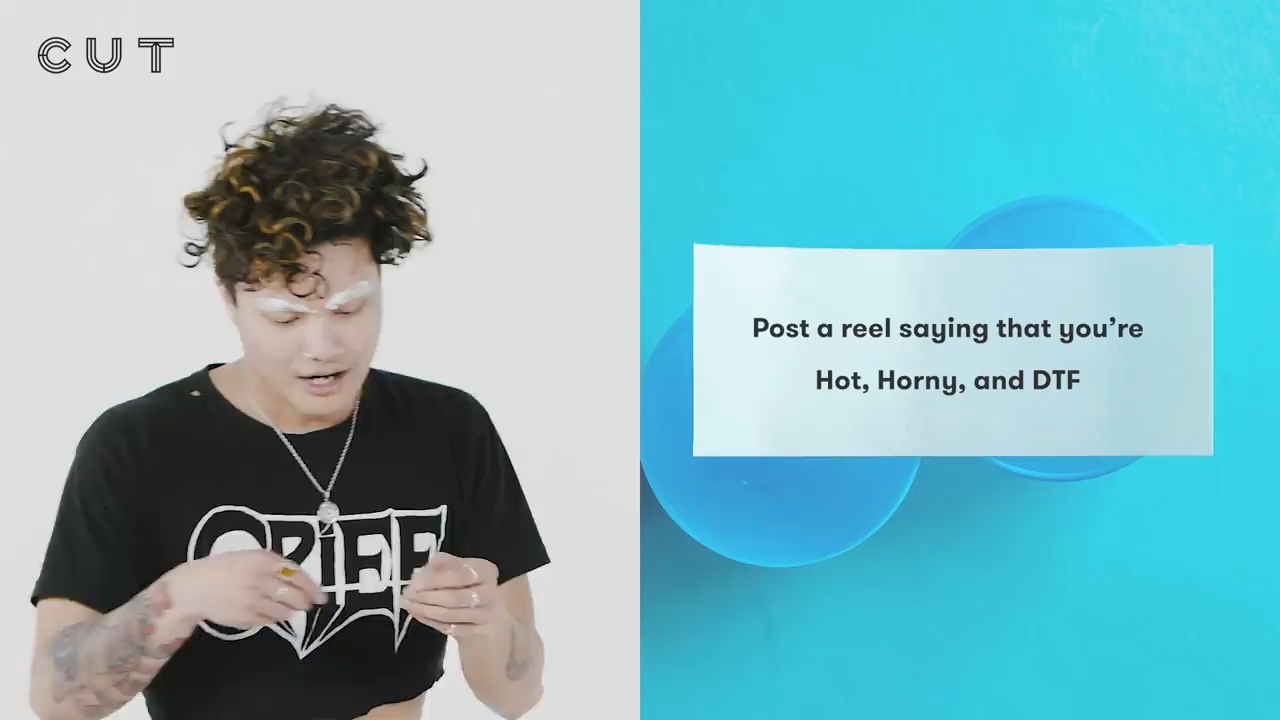 CUT
GRIEF
Post a reel saying that you're
Hot, Horny, and DTF